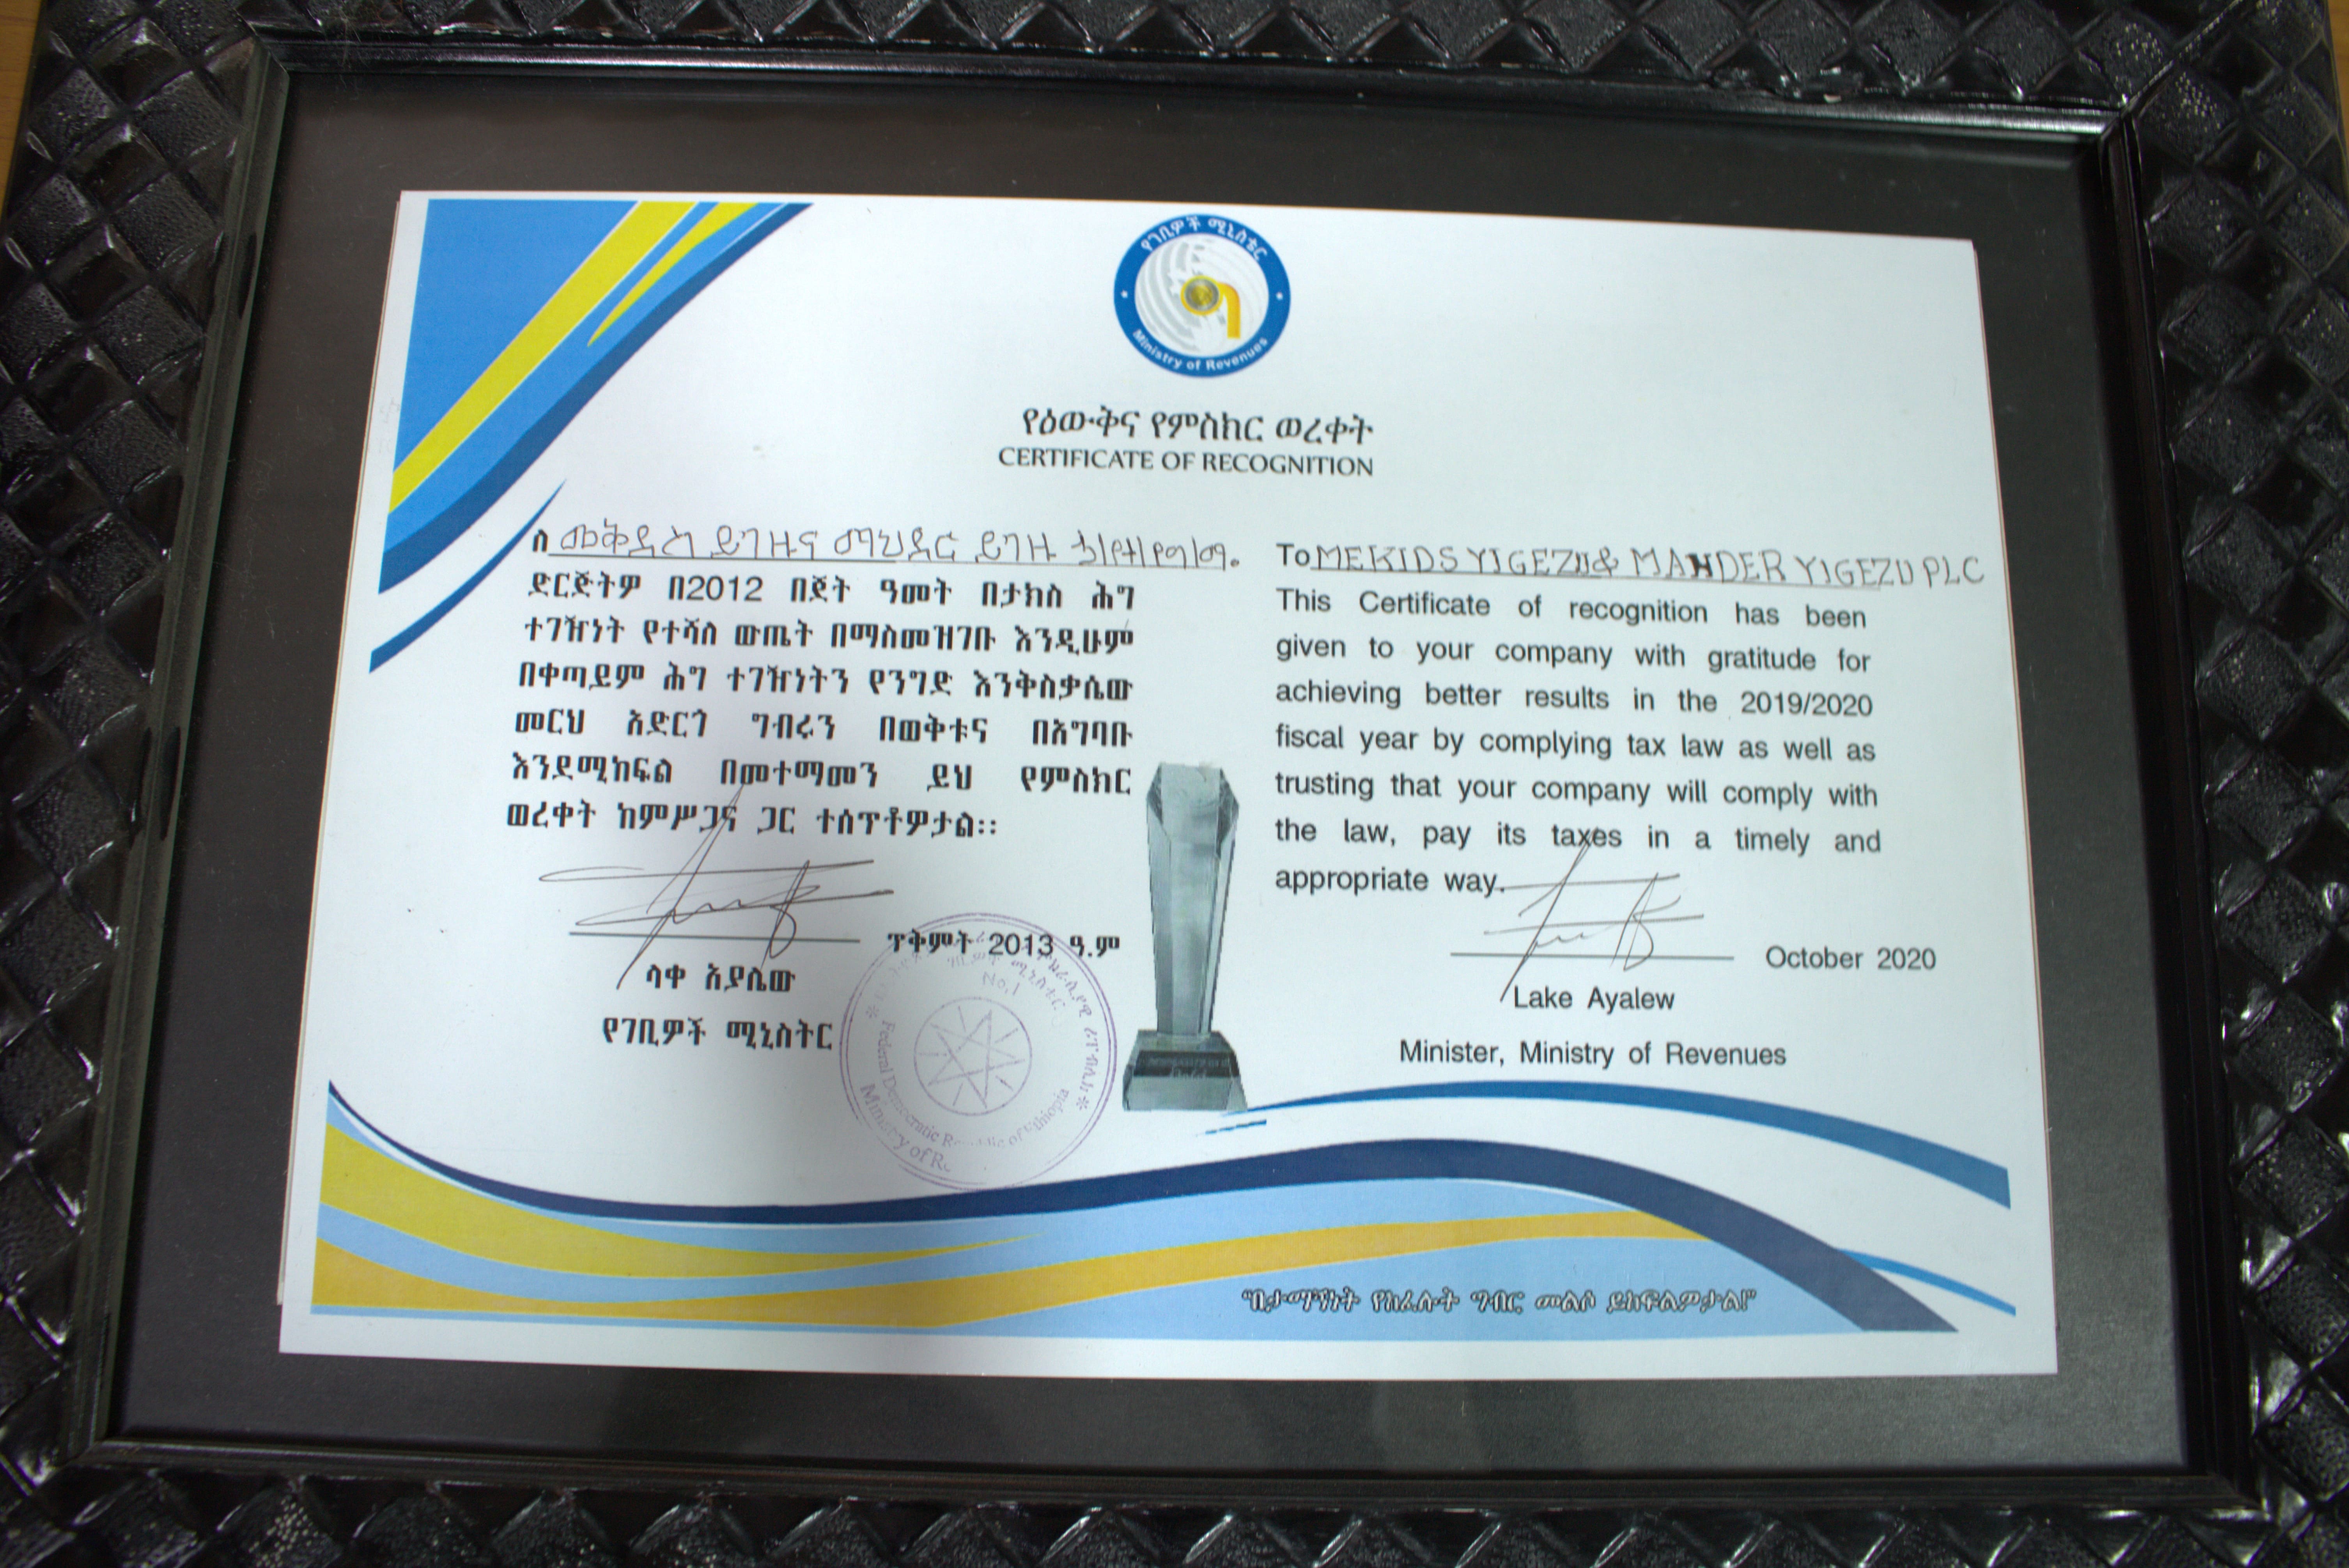 የገቢዎች ሚኒስቴር
Ministry of Revenues
የዕውቅና የምስክር ወረቀት
CERTIFICATE OF RECOGNITION
ለ መቅደስ ይገዙና ማህደር ይገዙ ኃ/የተ/የግ/ማ.
ድርጅትዎ በ2012 በጀት ዓመት በታክስ ሕግ
ተገዥነት የተሻለ ውጤት በማስመዝገቡ እንዲሁም
በቀጣይም ሕግ ተገዥነትን የንግድ እንቅስቃሴው
መርህ አድርጎ ግብሩን በወቅቱና በአግባቡ
እንደሚከፍል በመተማመን ይህ የምስክር
ወረቀት ከምሥጋና ጋር ተሰጥቶዎታል።
ጥቅምት 2013 ዓ.ም
ላቀ አያሌው
የገቢዎች ሚኒስትር
To MEKIDS YIGEZU & MAHDER YIGEZU PLC
This Certificate of recognition has been
given to your company with gratitude for
achieving better results in the 2019/2020
fiscal year by complying tax law as well as
trusting that your company will comply with
the law, pay its taxes in a timely and
appropriate way.
October 2020
Lake Ayalew
Minister, Ministry of Revenues
No.1
Federal Democratic Republic of Ethiopia
Ministry of R
"በታማኝነት የከፈሉት ግብር መልሶ ይከፍልዎታል!"